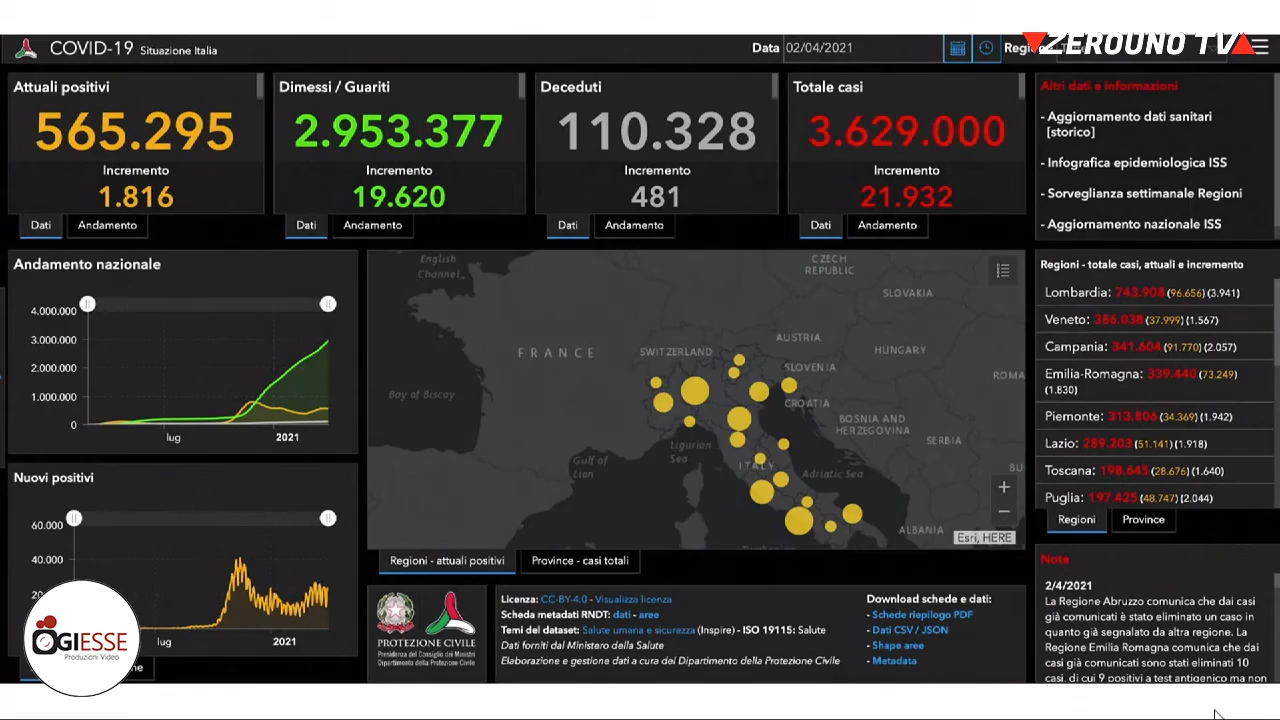 COVID-19 Situazione Italia
Data 02/04/2021
ZEROUNO TV
Attuali positivi
565.295
Incremento
1.816
Dati Andamento
Dimessi / Guariti
2.953.377
Incremento
19.620
Dati Andamento
Deceduti
110.328
Incremento
481
Dati Andamento
Totale casi
3.629.000
Incremento
21.932
Dati Andamento
Altri dati e informazioni
- Aggiornamento dati sanitari
[storico]
- Infografica epidemiologica ISS
- Sorveglianza settimanale Regioni
- Aggiornamento nazionale ISS
Andamento nazionale
4.000.000
3.000.000
2.000.000
1.000.000
0
lug 2021
Nuovi positivi
60.000
40.000
lug 2021
OGIESSE
Produzioni Video
English
Channel
CZECH
REPUBLIC
SLOVAKIA
FRANCE
SWITZERLAND
AUSTRIA
HUNGARY
SLOVENIA
ROMA
Bay of Biscay
CROATIA
BOSNIA AND
HERZEGOVINA
SERBIA
Ligurian
Sea
Gulf of
Lion
ITALY
Adriatic Sea
BU
ALBANIA
Esri, HERE
Regioni - attuali positivi Province - casi totali
Regioni - totale casi, attuali e incremento
Lombardia: 743.908 (96.656) (3.941)
Veneto: 386.038 (37.999) (1.567)
Campania: 341.604 (91.770) (2.057)
Emilia-Romagna: 339.440 (73.249)
(1.830)
Piemonte: 313.806 (34.369) (1.942)
Lazio: 289.203 (51.141) (1.918)
Toscana: 198.645 (28.676) (1.640)
Puglia: 197.425 (48.747) (2.044)
Regioni Province
PROTEZIONE CIVILE
Presidenza del Consiglio dei Ministri
Dipartimento della Protezione Civile
Licenza: CC-BY-4.0 - Visualizza licenza
Scheda metadati RNDT: dati - aree
Temi del dataset: Salute umana e sicurezza (Inspire) - ISO 19115: Salute
Dati forniti dal Ministero della Salute
Elaborazione e gestione dati a cura del Dipartimento della Protezione Civile
Download schede e dati:
- Schede riepilogo PDF
- Dati CSV / JSON
- Shape aree
- Metadata
Note
2/4/2021
La Regione Abruzzo comunica che dai casi
già comunicati è stato eliminato un caso in
quanto già segnalato da altra regione. La
Regione Emilia Romagna comunica che dai
casi già comunicati sono stati eliminati 10
casi, di cui 9 positivi a test antigenico ma non